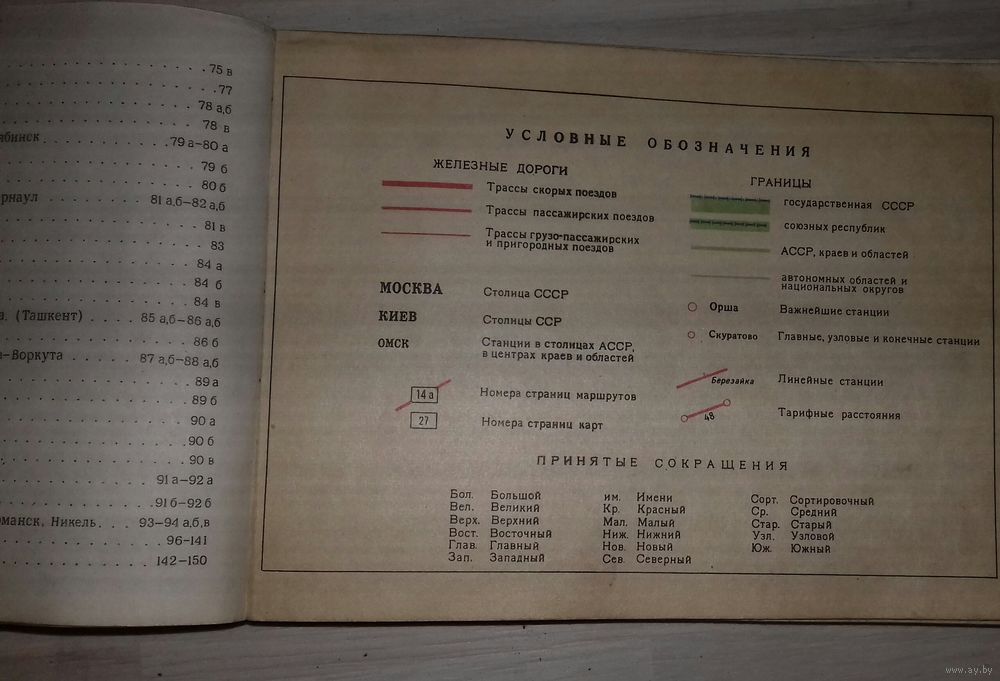 75 в
77
78 а,б
78 в
79 а–80 а
79 б
80 б
81 а,б–82 а,б
81 в
83
84 а
84 б
84 в
(Ташкент) . . . . 85 а,б–86 а,б
86 б
–Воркута . . . . . . 87 а,б–88 а,б
89 а
89 б
90 а
90 б
90 в
91 а–92 а
91 б–92 б
Никель. . . 93–94 а,б,в
96–141
142–150
УСЛОВНЫЕ ОБОЗНАЧЕНИЯ
ЖЕЛЕЗНЫЕ ДОРОГИ
Трассы скорых поездов
Трассы пассажирских поездов
Трассы грузо-пассажирских
и пригородных поездов
МОСКВА Столица СССР
КИЕВ Столицы ССР
ОМСК Станции в столицах АССР,
в центрах краев и областей
14 а Номера страниц маршрутов
27 Номера страниц карт
ГРАНИЦЫ
государственная СССР
союзных республик
АССР, краев и областей
автономных областей и
национальных округов
Орша Важнейшие станции
Скуратово Главные, узловые и конечные станции
Березайка Линейные станции
48 Тарифные расстояния
ПРИНЯТЫЕ СОКРАЩЕНИЯ
Бол. Большой
Вел. Великий
Верх. Верхний
Вост. Восточный
Глав. Главный
Зап. Западный
им. Имени
Кр. Красный
Мал. Малый
Ниж. Нижний
Нов. Новый
Сев. Северный
Сорт. Сортировочный
Ср. Средний
Стар. Старый
Узл. Узловой
Юж. Южный
www.ay.by